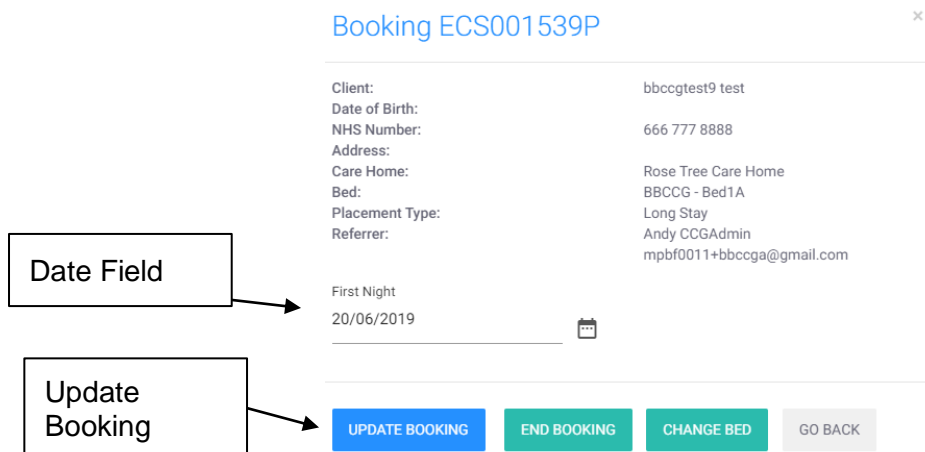 Booking ECS001539P
×
Client: bbccgtest9 test
Date of Birth:
NHS Number: 666 777 8888
Address:
Care Home: Rose Tree Care Home
Bed: BBCCG - Bed1A
Placement Type: Long Stay
Referrer: Andy CCGAdmin
mpbf0011+bbccga@gmail.com
Date Field
First Night
20/06/2019
Update
Booking
UPDATE BOOKING END BOOKING CHANGE BED GO BACK